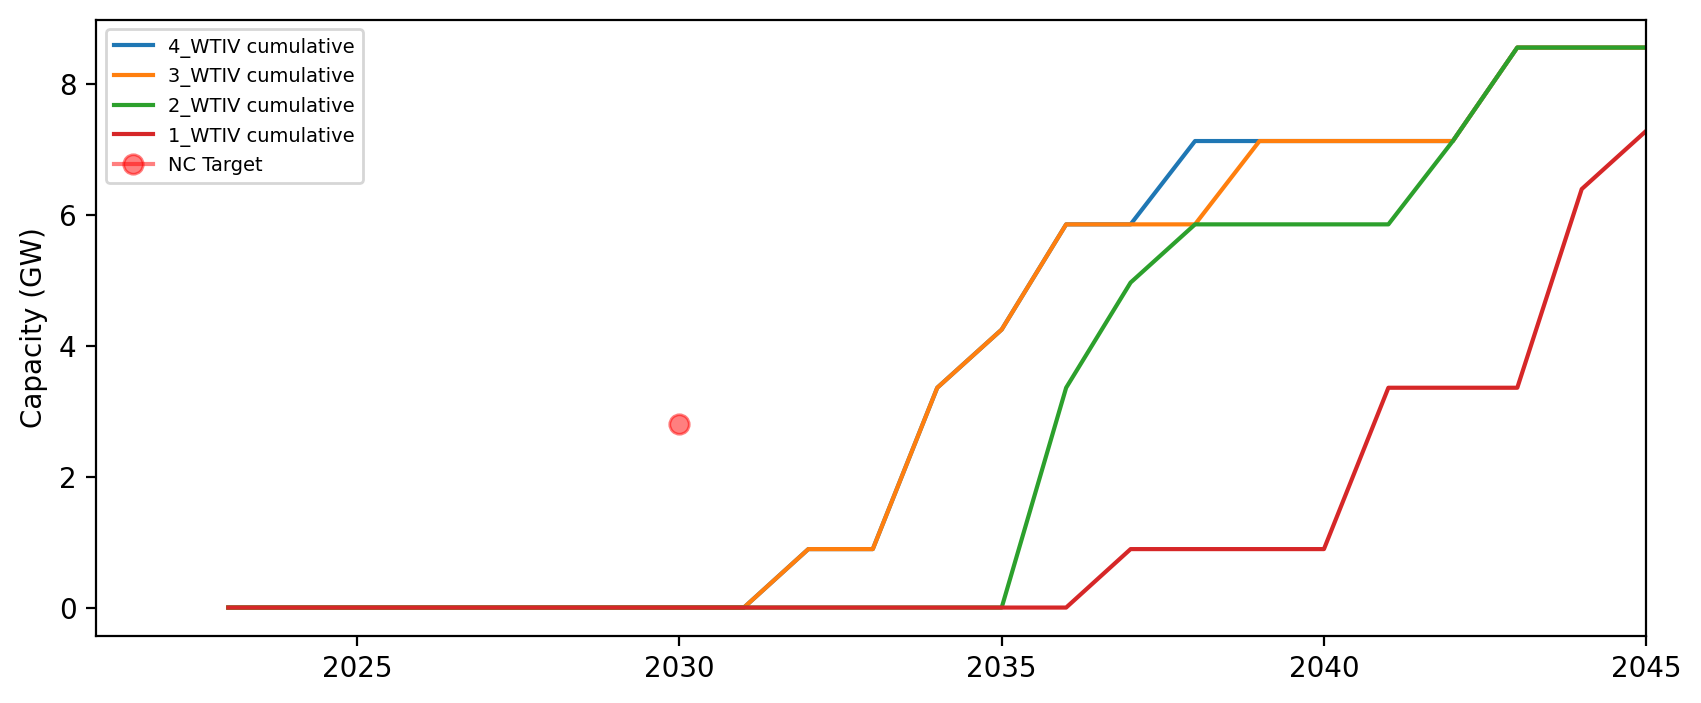 4_WTIV cumulative
3_WTIV cumulative
2_WTIV cumulative
1_WTIV cumulative
NC Target
Capacity (GW)
8
6
4
2
0
2025 2030 2035 2040 2045